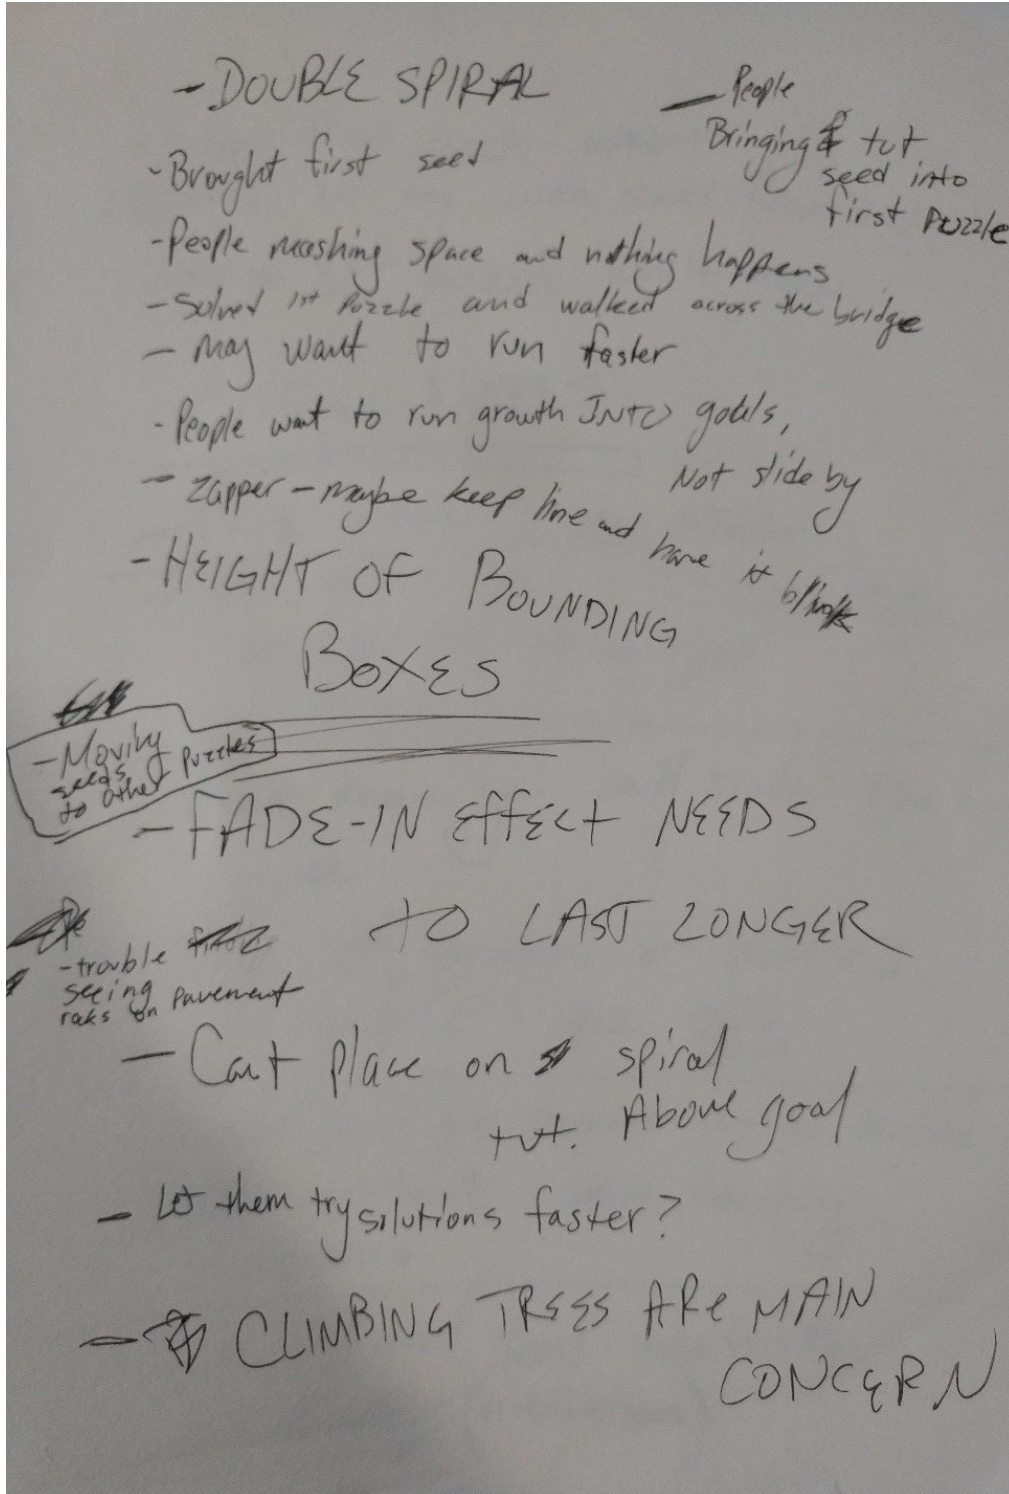 - DOUBLE SPIRAL
- People
Bringing tut
seed into
first Puzzle
- Brought first seed
- People mashing space and nothing happens
- Solved 1st Puzzle and walked across the bridge
- May want to run faster
- People want to run growth INTO goals,
Not slide by
- Zapper - maybe keep line and have it blink
- HEIGHT OF BOUNDING
BOXES
- Moving
seeds
to other Puzzles
- FADE-IN EffEct NEEDS
TO LAST LONGER
- trouble
seeing
on Pavement
- Cant place on spiral
tut. Above goal
- Let them try solutions faster?
- CLIMBING TREES ARE MAIN
CONCERN